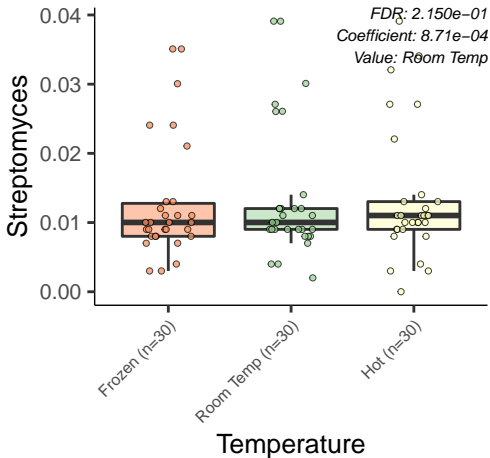 FDR: 2.150e−01
Coefficient: 8.71e−04
Value: Room Temp
Streptomyces
0.04
0.03
0.02
0.01
0.00
Frozen (n=30)
Room Temp (n=30)
Hot (n=30)
Temperature